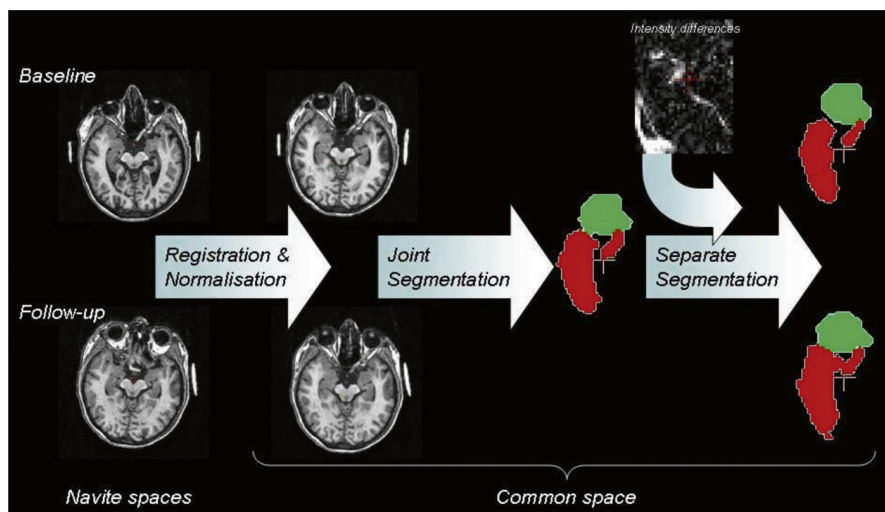 Intensity differences
Baseline
Registration &
Normalisation
Joint
Segmentation
Separate
Segmentation
Follow-up
Navite spaces
Common space